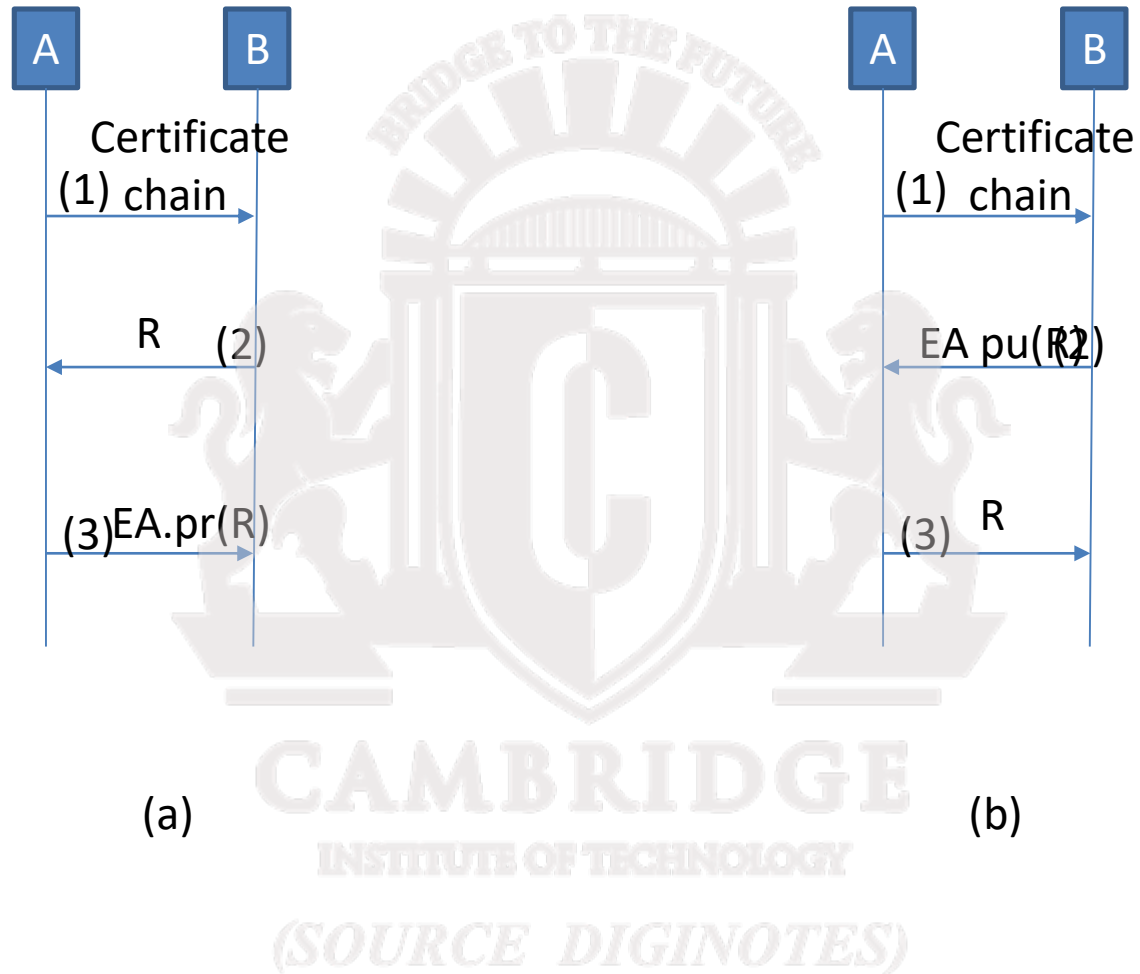 A
B
Certificate
(1) chain
R
(2)
(3) EA.pr(R)
(a)
A
B
Certificate
(1) chain
EA pu(R)
(2)
(3)
R
(b)
BRIDGE TO THE FUTURE
C
CAMBRIDGE
INSTITUTE OF TECHNOLOGY
(SOURCE DIGINOTES)